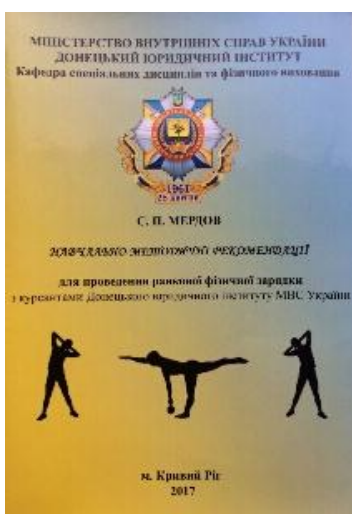 МІНІСТЕРСТВО ВНУТРІШНІХ СПРАВ УКРАЇНИ
ДОНЕЦЬКИЙ ЮРИДИЧНИЙ ІНСТИТУТ
Кафедра спеціальних дисциплін та фізичного виховання
1961
С. П. МЕРДОВ
НАВЧАЛЬНО МЕТОДИЧНІ РЕКОМЕНДАЦІЇ
для проведення ранкової фізичної зарядки
з курсантами Донецького юридичного інституту МВС України
м. Кривий Ріг
2017